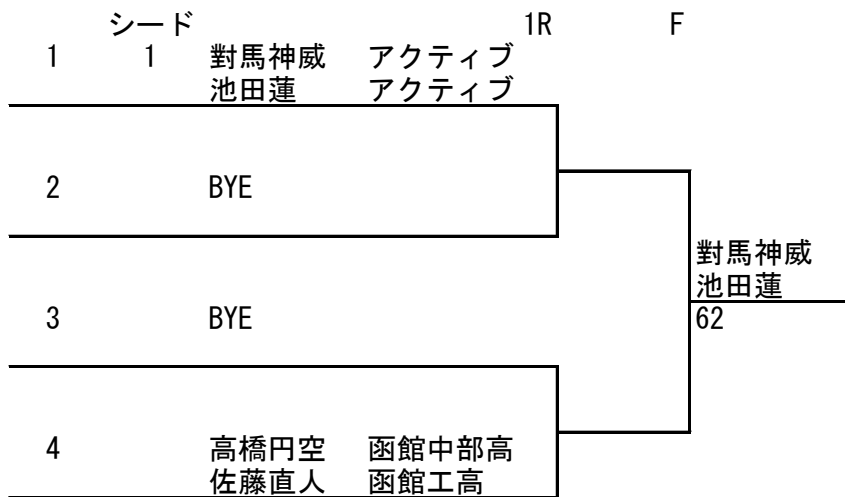 シード 1R F
1 1 對馬神威 アクティブ
池田蓮 アクティブ
2 BYE
對馬神威
池田蓮
3 BYE 62
4 高橋円空 函館中部高
佐藤直人 函館工高